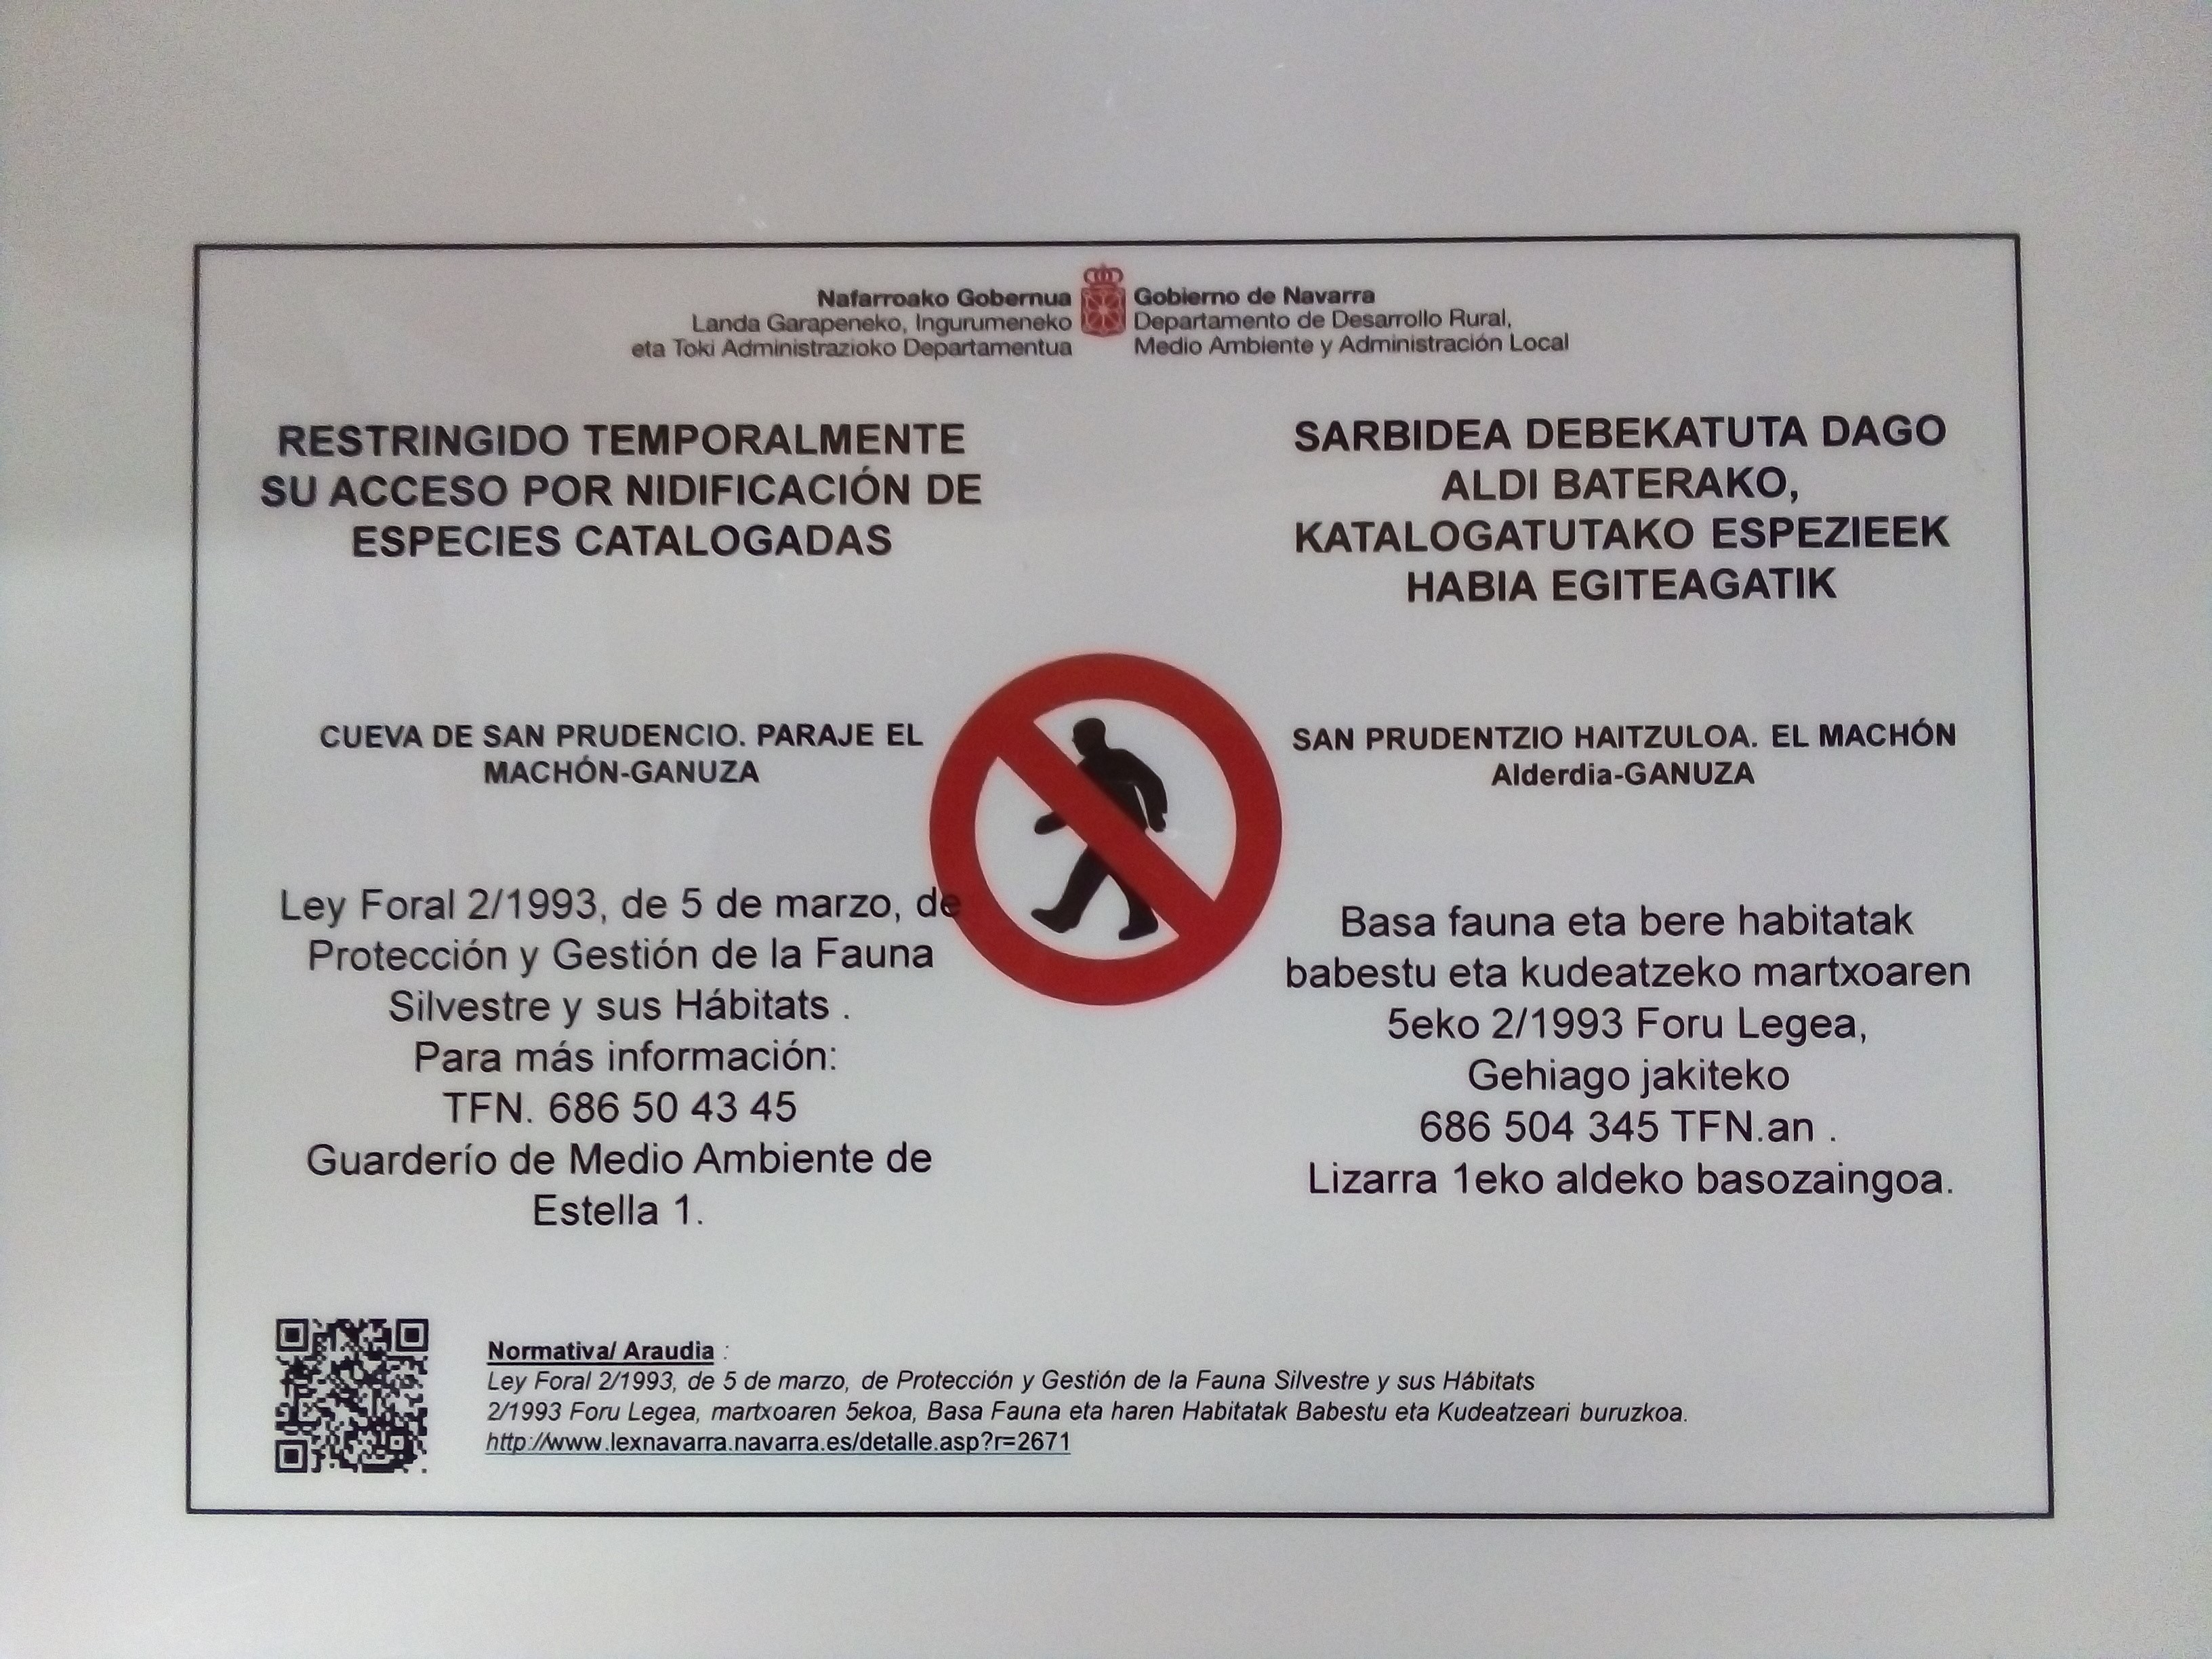 Nafarroako Gobernua
Landa Garapeneko, Ingurumeneko
eta Toki Administrazioko Departamentua
Gobierno de Navarra
Departamento de Desarrollo Rural,
Medio Ambiente y Administración Local
RESTRINGIDO TEMPORALMENTE
SU ACCESO POR NIDIFICACIÓN DE
ESPECIES CATALOGADAS
CUEVA DE SAN PRUDENCIO. PARAJE EL
MACHÓN-GANUZA
Ley Foral 2/1993, de 5 de marzo, de
Protección y Gestión de la Fauna
Silvestre y sus Hábitats .
Para más información:
TFN. 686 50 43 45
Guarderío de Medio Ambiente de
Estella 1.
SARBIDEA DEBEKATUTA DAGO
ALDI BATERAKO,
KATALOGATUTAKO ESPEZIEEK
HABIA EGITEAGATIK
SAN PRUDENTZIO HAITZULOA. EL MACHÓN
Alderdia-GANUZA
Basa fauna eta bere habitatak
babestu eta kudeatzeko martxoaren
5eko 2/1993 Foru Legea,
Gehiago jakiteko
686 504 345 TFN.an .
Lizarra 1eko aldeko basozaingoa.
Normativa/ Araudia :
Ley Foral 2/1993, de 5 de marzo, de Protección y Gestión de la Fauna Silvestre y sus Hábitats
2/1993 Foru Legea, martxoaren 5ekoa, Basa Fauna eta haren Habitatak Babestu eta Kudeatzeari buruzkoa.
http://www.lexnavarra.navarra.es/detalle.asp?r=2671